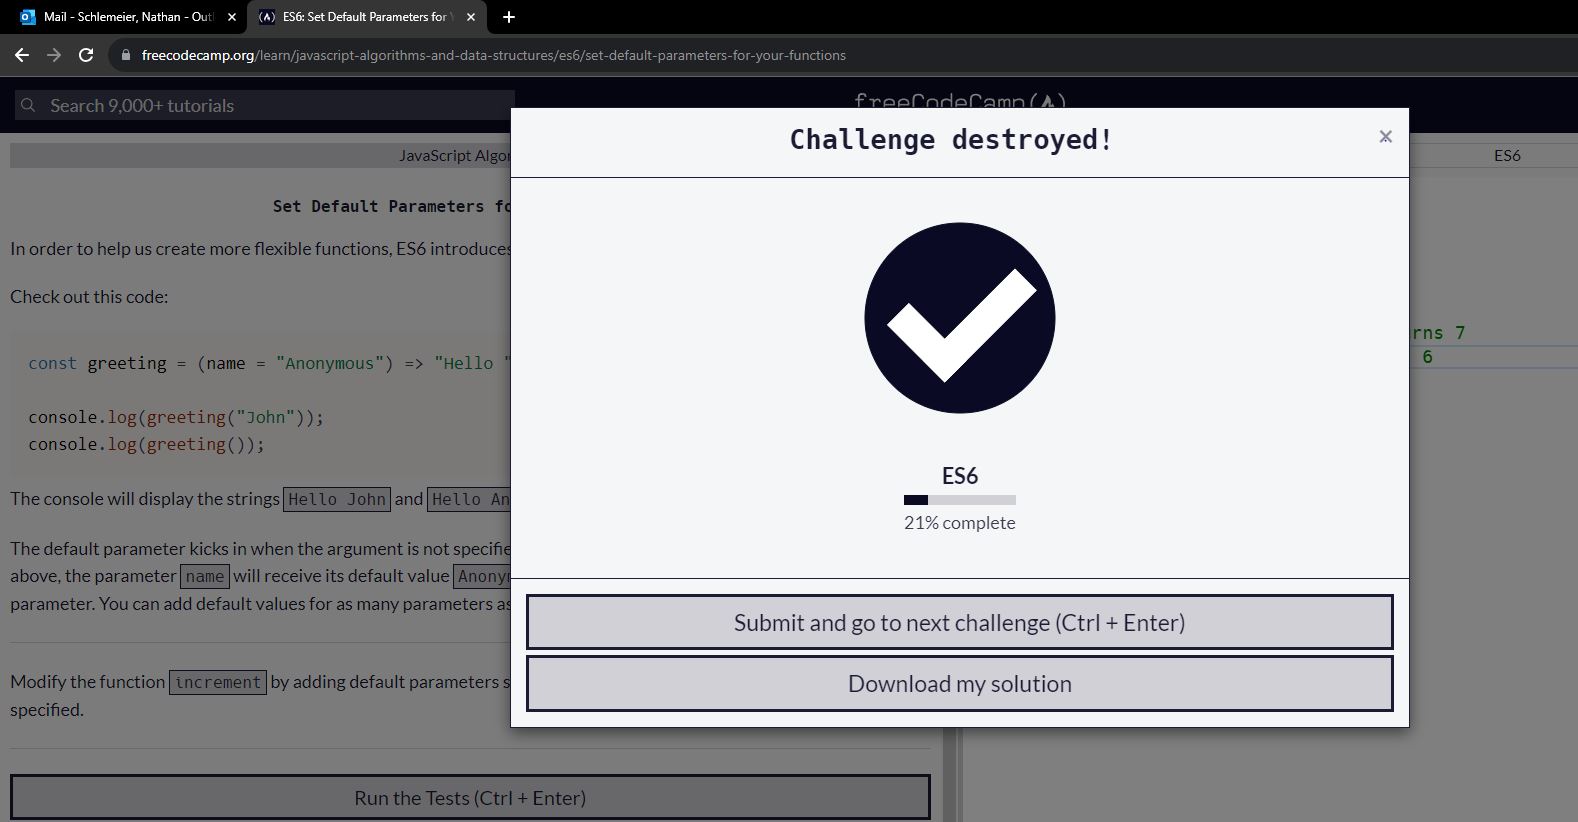 Mail - Schlemeier, Nathan - Out
ES6: Set Default Parameters for
freecodecamp.org/learn/javascript-algorithms-and-data-structures/es6/set-default-parameters-for-your-functions
Search 9,000+ tutorials
freeCodeCamp(
Challenge destroyed!
JavaScript Algor
ES6
Set Default Parameters fo
In order to help us create more flexible functions, ES6 introduces
Check out this code:
const greeting = (name = "Anonymous") => "Hello "
console.log(greeting("John"));
console.log(greeting());
The console will display the strings Hello John and Hello An
The default parameter kicks in when the argument is not specifie
above, the parameter name will receive its default value Anony
parameter. You can add default values for as many parameters as
Modify the function increment by adding default parameters s
specified.
Run the Tests (Ctrl + Enter)
ES6
21% complete
Submit and go to next challenge (Ctrl + Enter)
Download my solution
rns 7
6